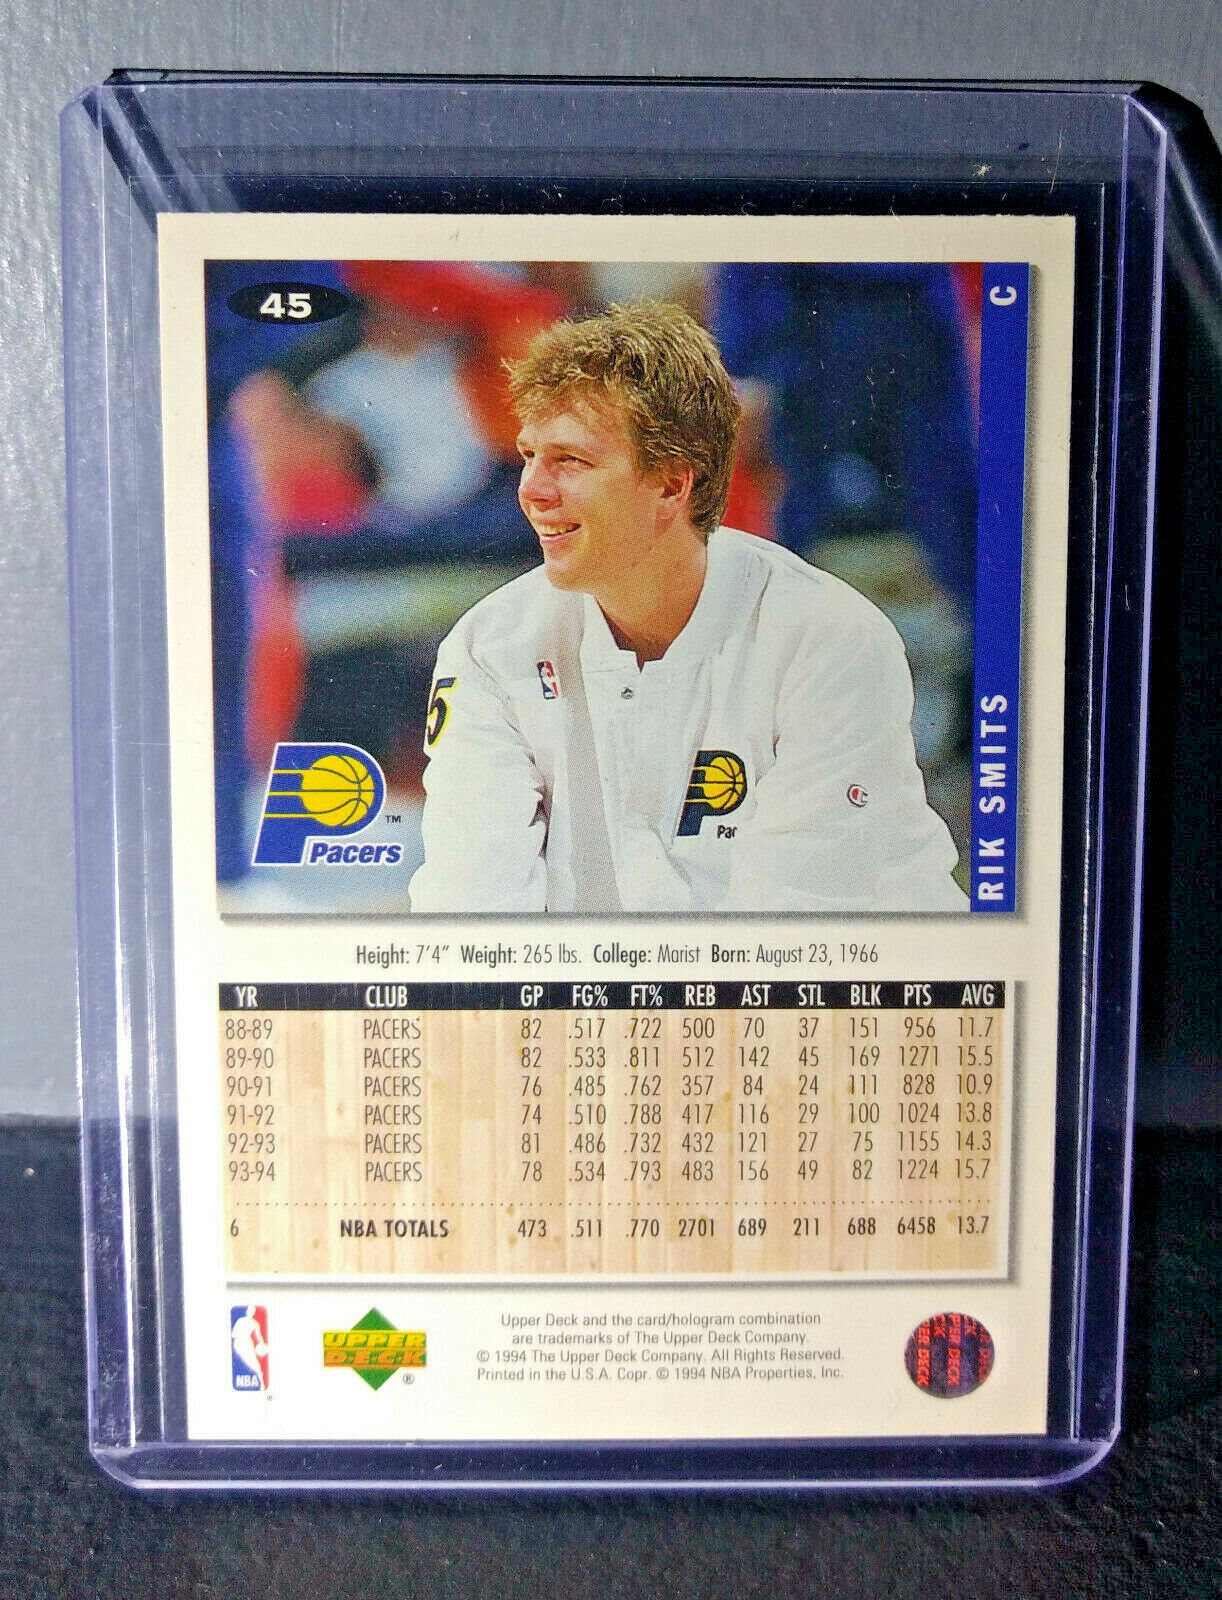 45
C
RIK SMITS
5
Pacers™
Par
Height: 7'4" Weight: 265 lbs. College: Marist Born: August 23, 1966
YR CLUB GP FG% FT% REB AST STL BLK PTS AVG
88-89 PACERS 82 .517 .722 500 70 37 151 956 11.7
89-90 PACERS 82 .533 .811 512 142 45 169 1271 15.5
90-91 PACERS 76 .485 .762 357 84 24 111 828 10.9
91-92 PACERS 74 .510 .788 417 116 29 100 1024 13.8
92-93 PACERS 81 .486 .732 432 121 27 75 1155 14.3
93-94 PACERS 78 .534 .793 483 156 49 82 1224 15.7
6 NBA TOTALS 473 .511 .770 2701 689 211 688 6458 13.7
NBA ®
UPPER
DECK ®
Upper Deck and the card/hologram combination
are trademarks of The Upper Deck Company.
© 1994 The Upper Deck Company. All Rights Reserved.
Printed in the U.S.A. Copr. © 1994 NBA Properties, Inc.
PPER DECK